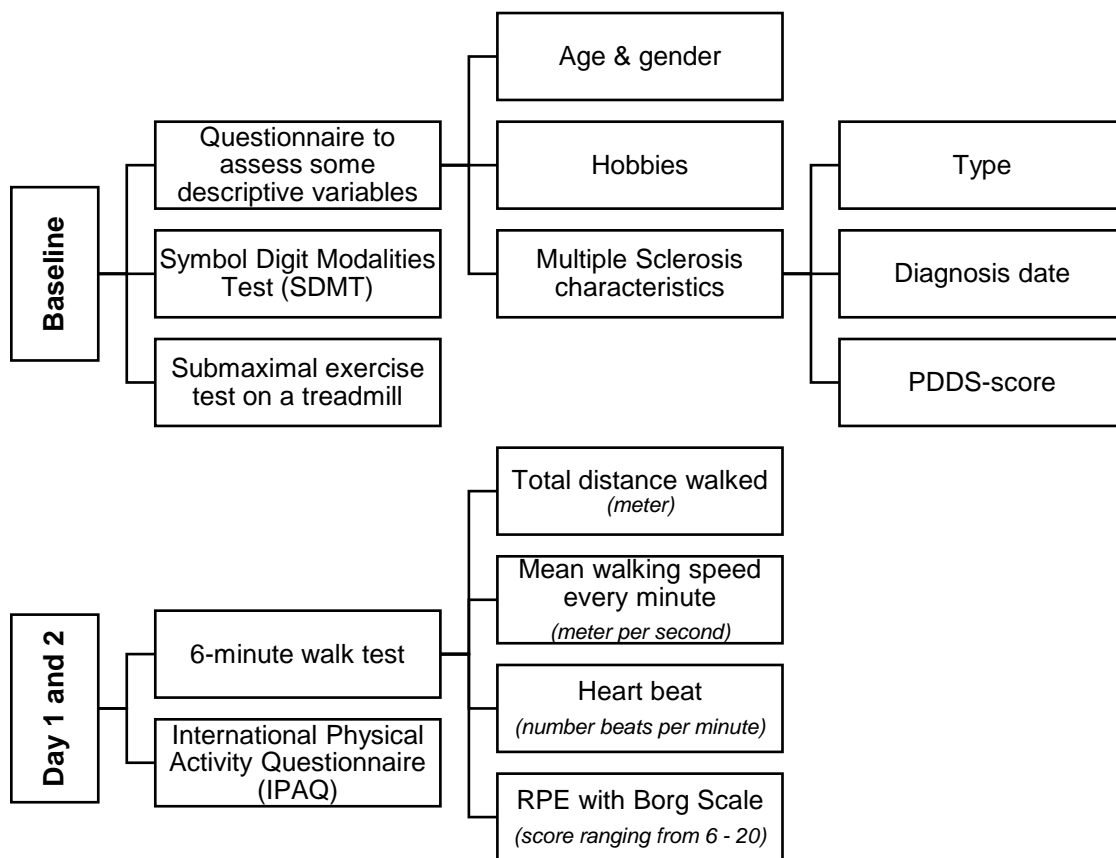 Baseline
Questionnaire to
assess some
descriptive variables
Symbol Digit Modalities
Test (SDMT)
Submaximal exercise
test on a treadmill
Age & gender
Hobbies
Multiple Sclerosis
characteristics
Type
Diagnosis date
PDDS-score
Day 1 and 2
6-minute walk test
International Physical
Activity Questionnaire
(IPAQ)
Total distance walked
(meter)
Mean walking speed
every minute
(meter per second)
Heart beat
(number beats per minute)
RPE with Borg Scale
(score ranging from 6 - 20)